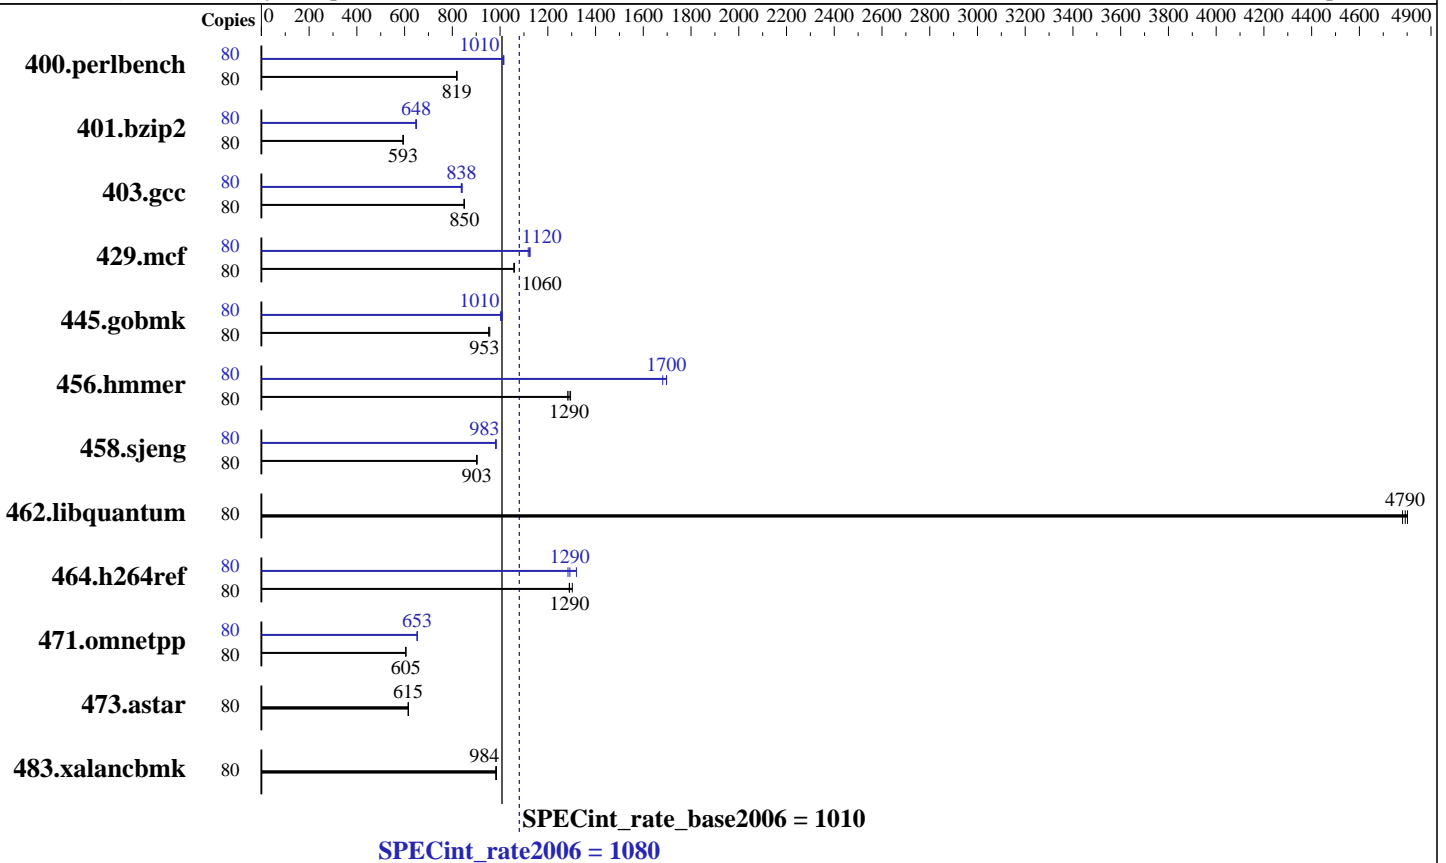 Copies 0 200 400 600 800 1000 1200 1400 1600 1800 2000 2200 2400 2600 2800 3000 3200 3400 3600 3800 4000 4200 4400 4600 4900
400.perlbench 80 1010
80 819
401.bzip2 80 648
80 593
403.gcc 80 838
80 850
429.mcf 80 1120
80 1060
445.gobmk 80 1010
80 953
456.hmmer 80 1700
80 1290
458.sjeng 80 983
80 903
462.libquantum 80 4790
464.h264ref 80 1290
80 1290
471.omnetpp 80 653
80 605
473.astar 80 615
483.xalancbmk 80 984
SPECint_rate_base2006 = 1010
SPECint_rate2006 = 1080